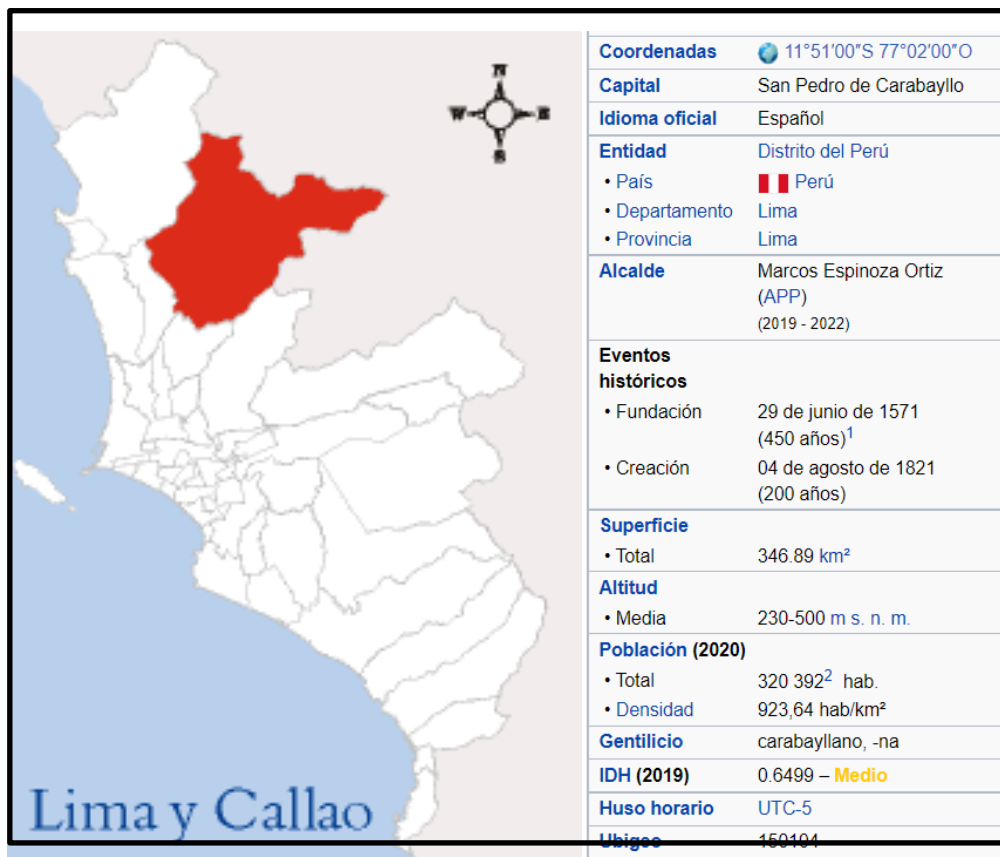 N
W E
S
Lima y Callao
Coordenadas 11°51′00″S 77°02′00″O
Capital San Pedro de Carabayllo
Idioma oficial Español
Entidad Distrito del Perú
• País Perú
• Departamento Lima
• Provincia Lima
Alcalde Marcos Espinoza Ortiz
(APP)
(2019 - 2022)
Eventos
históricos
• Fundación 29 de junio de 1571
(450 años)1
• Creación 04 de agosto de 1821
(200 años)
Superficie
• Total 346.89 km²
Altitud
• Media 230-500 m s. n. m.
Población (2020)
• Total 320 3922 hab.
• Densidad 923,64 hab/km²
Gentilicio carabayllano, -na
IDH (2019) 0.6499 – Medio
Huso horario UTC-5
Ubigeo 150104